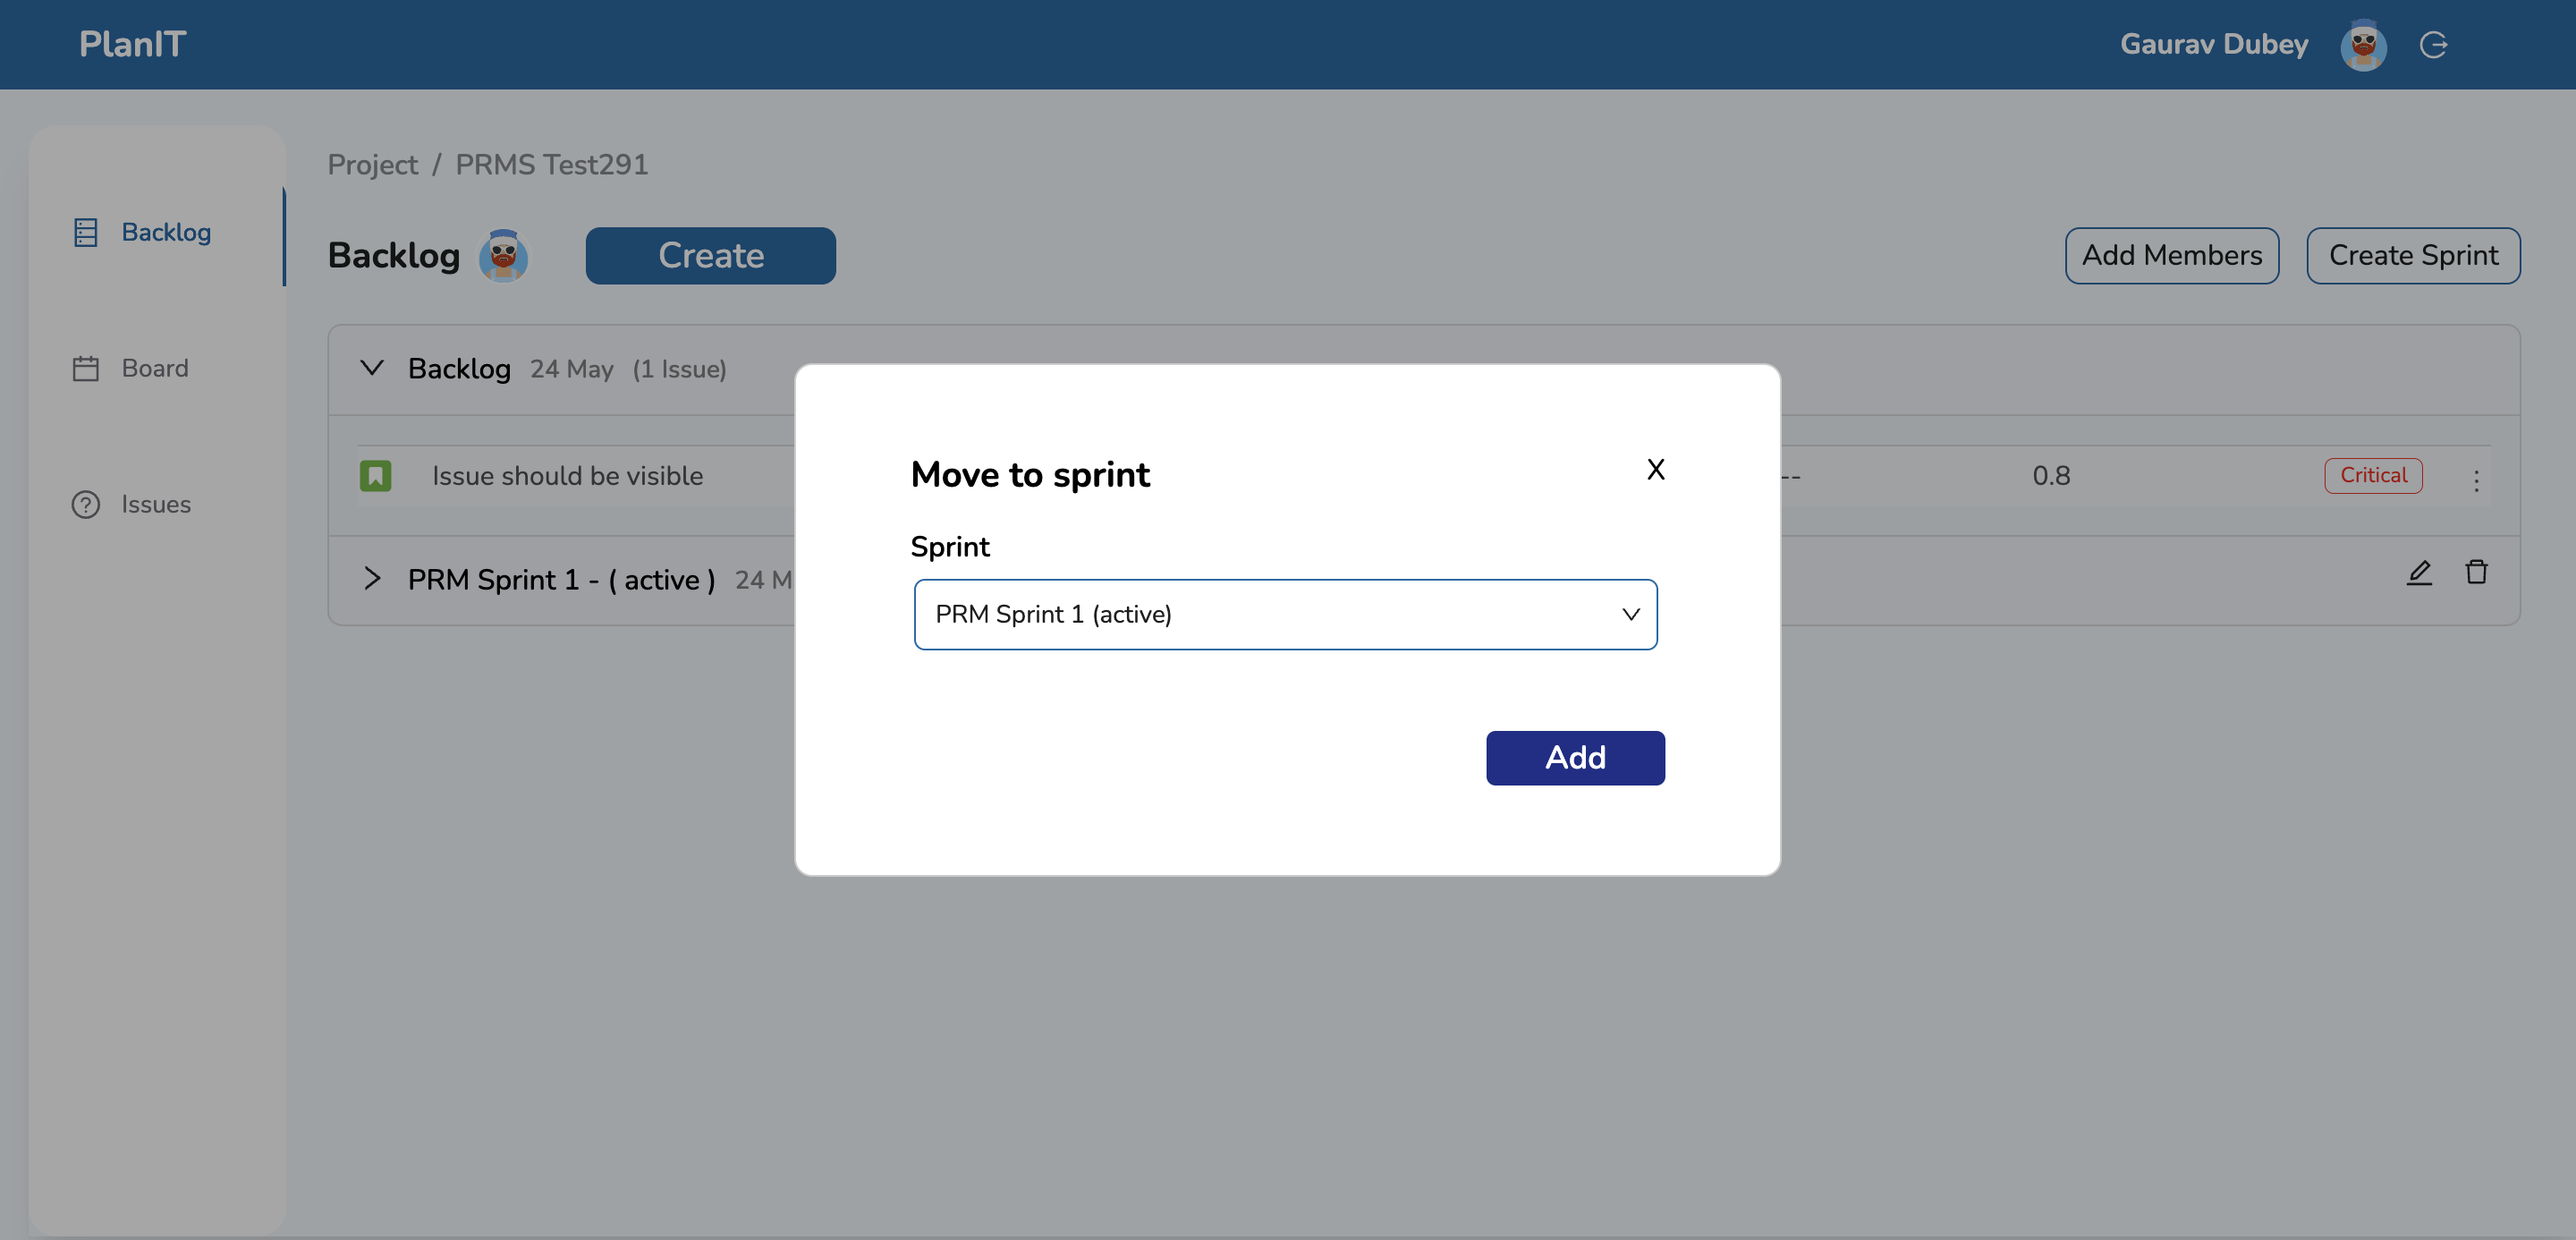 PlanIT
Gaurav Dubey
Project / PRMS Test291
Backlog
Backlog
Create
Add Members
Create Sprint
Board
Issues
Backlog 24 May (1 Issue)
Issue should be visible
--
0.8
Critical
PRM Sprint 1 - ( active ) 24 M
Move to sprint
X
Sprint
PRM Sprint 1 (active)
Add